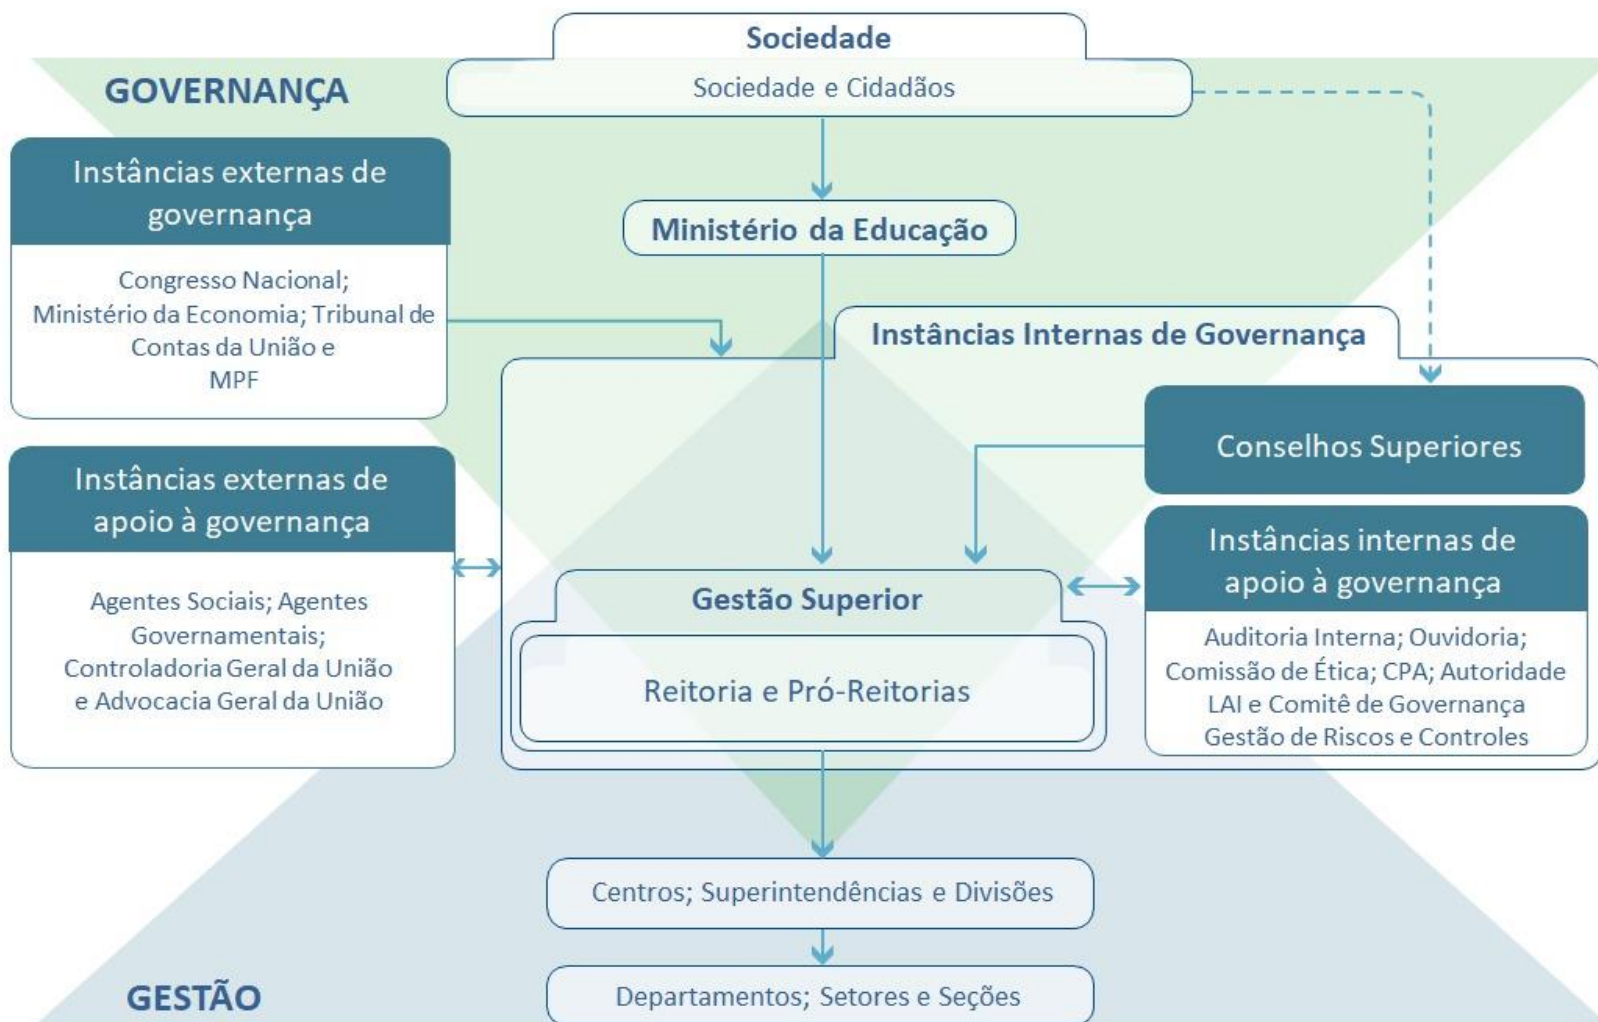 Sociedade
Sociedade e Cidadãos
GOVERNANÇA
Instâncias externas de
governança
Congresso Nacional;
Ministério da Economia; Tribunal de
Contas da União e
MPF
Ministério da Educação
Instâncias Internas de Governança
Conselhos Superiores
Instâncias externas de
apoio à governança
Agentes Sociais; Agentes
Governamentais;
Controladoria Geral da União
e Advocacia Geral da União
Instâncias internas de
apoio à governança
Auditoria Interna; Ouvidoria;
Comissão de Ética; CPA; Autoridade
LAI e Comitê de Governança
Gestão de Riscos e Controles
Gestão Superior
Reitoria e Pró-Reitorias
Centros; Superintendências e Divisões
GESTÃO
Departamentos; Setores e Seções